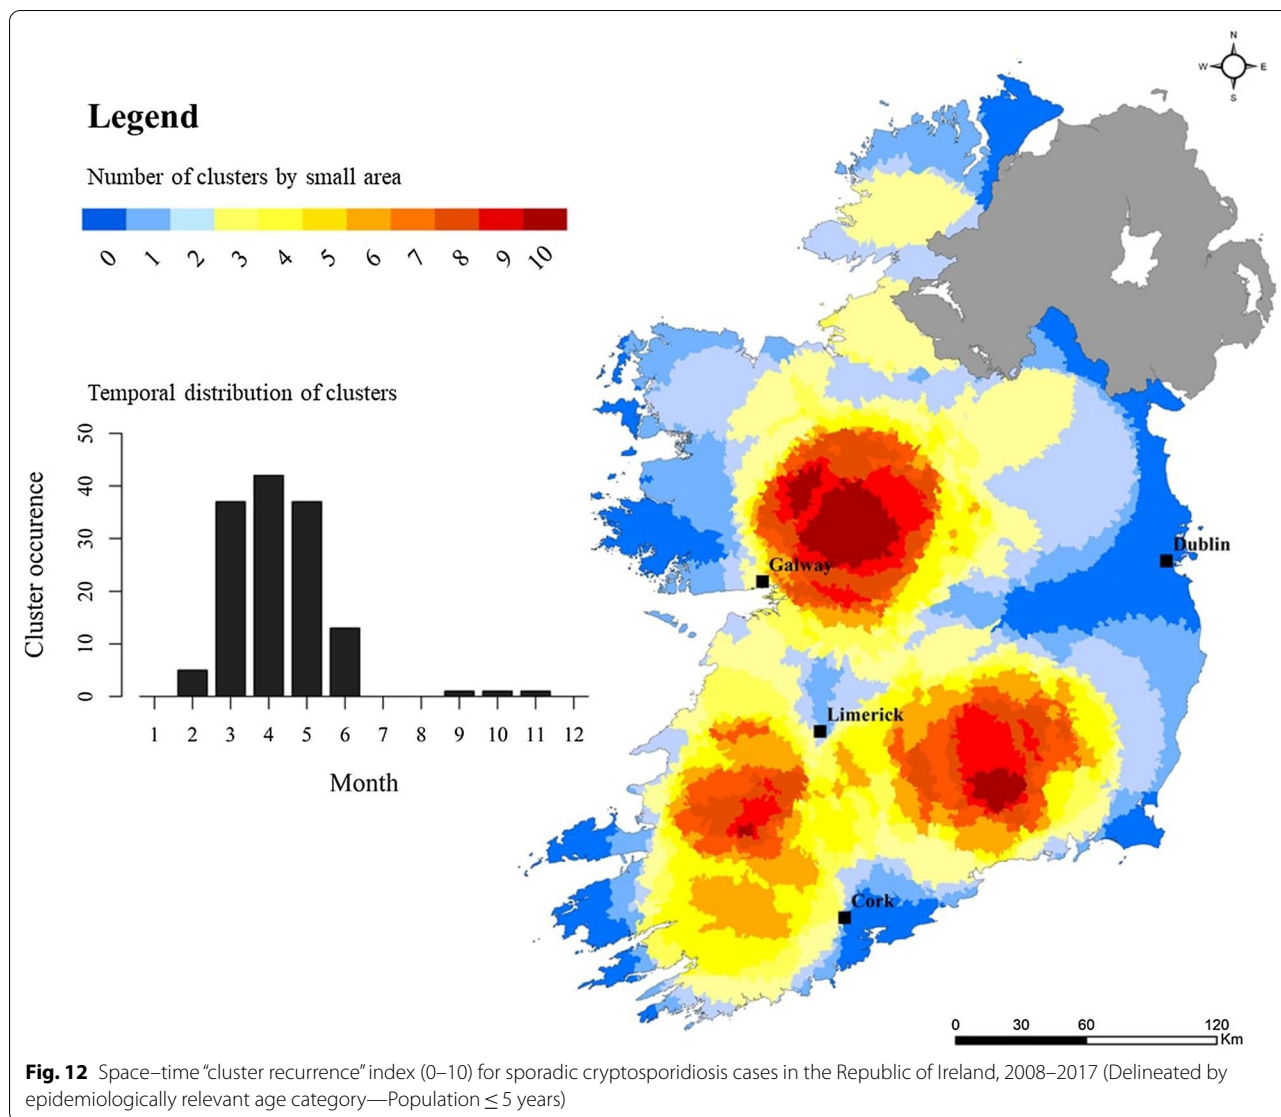 N
W E
S
Legend
Number of clusters by small area
0 1 2 3 4 5 6 7 8 9 10
Temporal distribution of clusters
Cluster occurence
50
40
30
20
10
0
1 2 3 4 5 6 7 8 9 10 11 12
Month
Dublin
Galway
Limerick
Cork
0 30 60 120
Km
Fig. 12 Space–time “cluster recurrence” index (0–10) for sporadic cryptosporidiosis cases in the Republic of Ireland, 2008–2017 (Delineated by
epidemiologically relevant age category—Population ≤ 5 years)